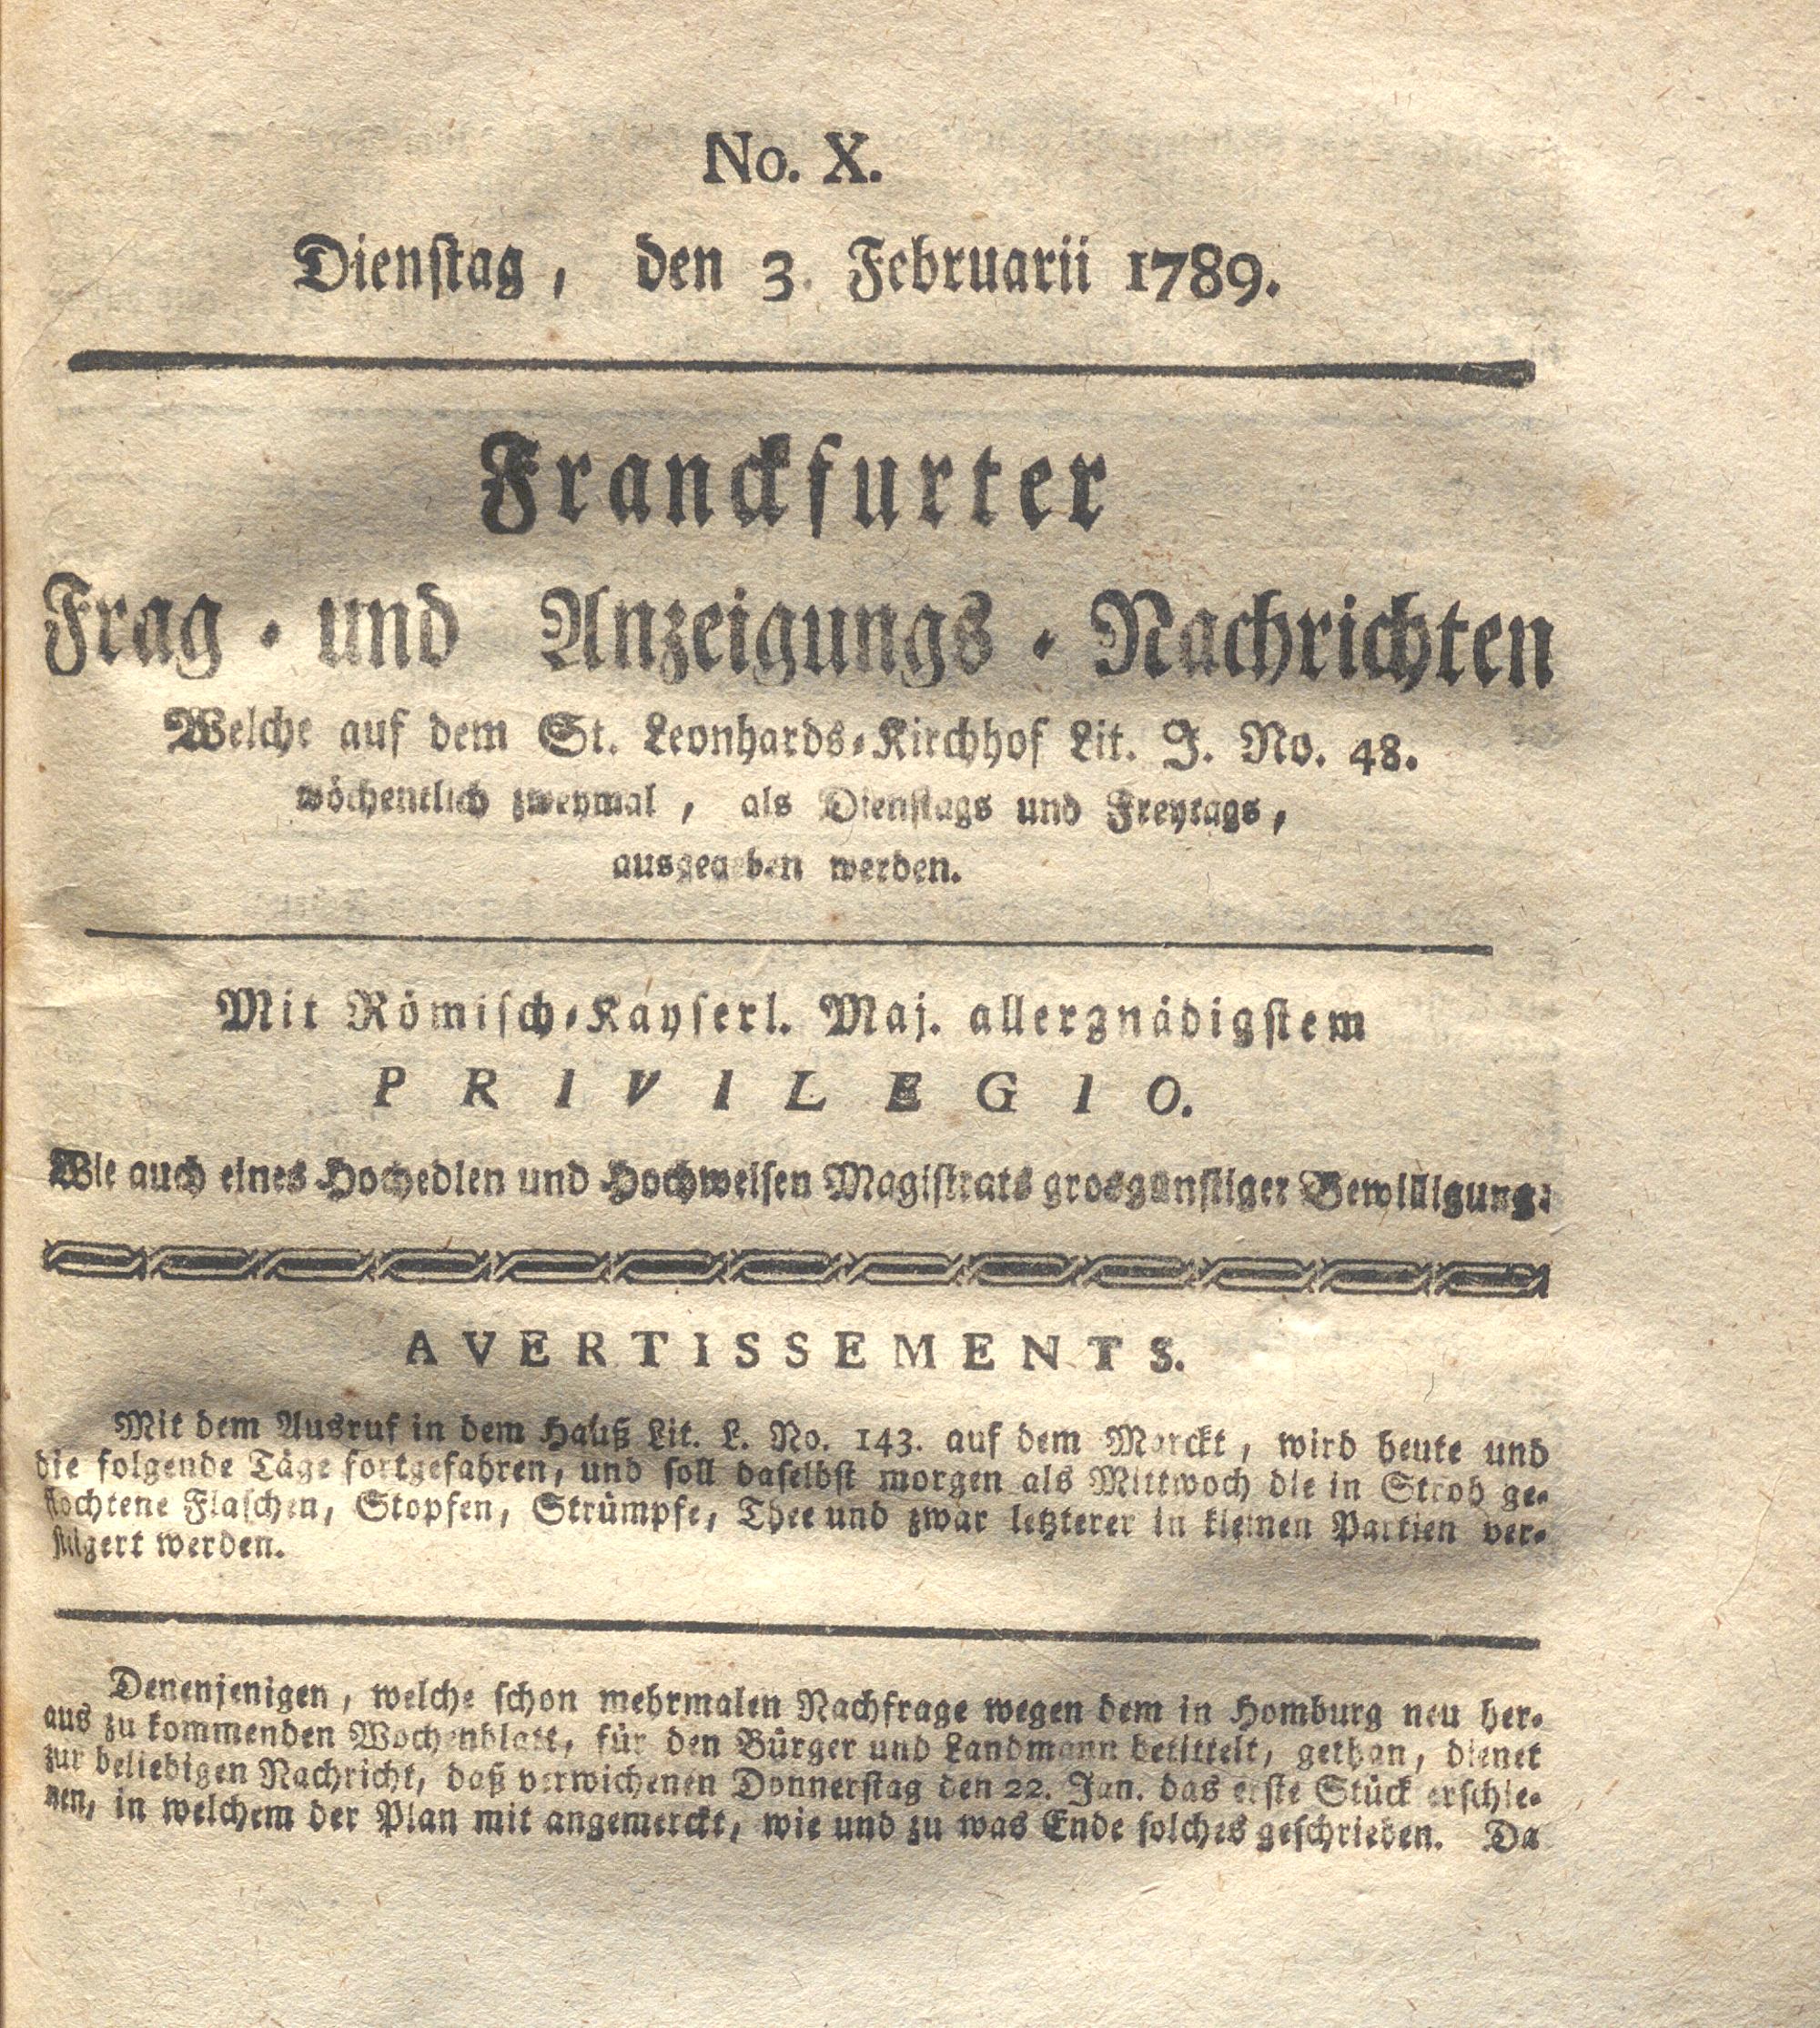 No. X.
Dienstag, den 3. Februarii 1789.
Franckfurter
Frag- und Anzeigungs-Nachrichten
Welche auf dem St. Leonhards-Kirchhof Lit. J. No. 48.
wöchentlich zweymal, als Dienstags und Freytags,
ausgegeben werden.
Mit Römisch-Kayserl. Maj. allergnädigstem
PRIVILEGIO.
Wie auch eines Hochedlen und Hochweisen Magistrats grosgünstiger Bewilligung.
AVERTISSEMENTS.
Mit dem Ausruf in dem Hauß Lit. L. No. 143. auf dem Marckt, wird heute und
die folgende Täge fortgefahren, und soll daselbst morgen als Mittwoch die in Stroh ge-
flochtene Flaschen, Stopfen, Strümpfe, Thee und zwar letzterer in kleinen Partien ver-
steigert werden.
Denenjenigen, welche schon mehrmalen Nachfrage wegen dem in Homburg neu her-
aus zu kommenden Wochenblatt, für den Bürger und Landmann betittelt, gethan, dienet
zur beliebigen Nachricht, daß verwichenen Donnerstag den 22. Jan. das erste Stück erschie-
nen, in welchem der Plan mit angemerckt, wie und zu was Ende solches geschrieben. Da